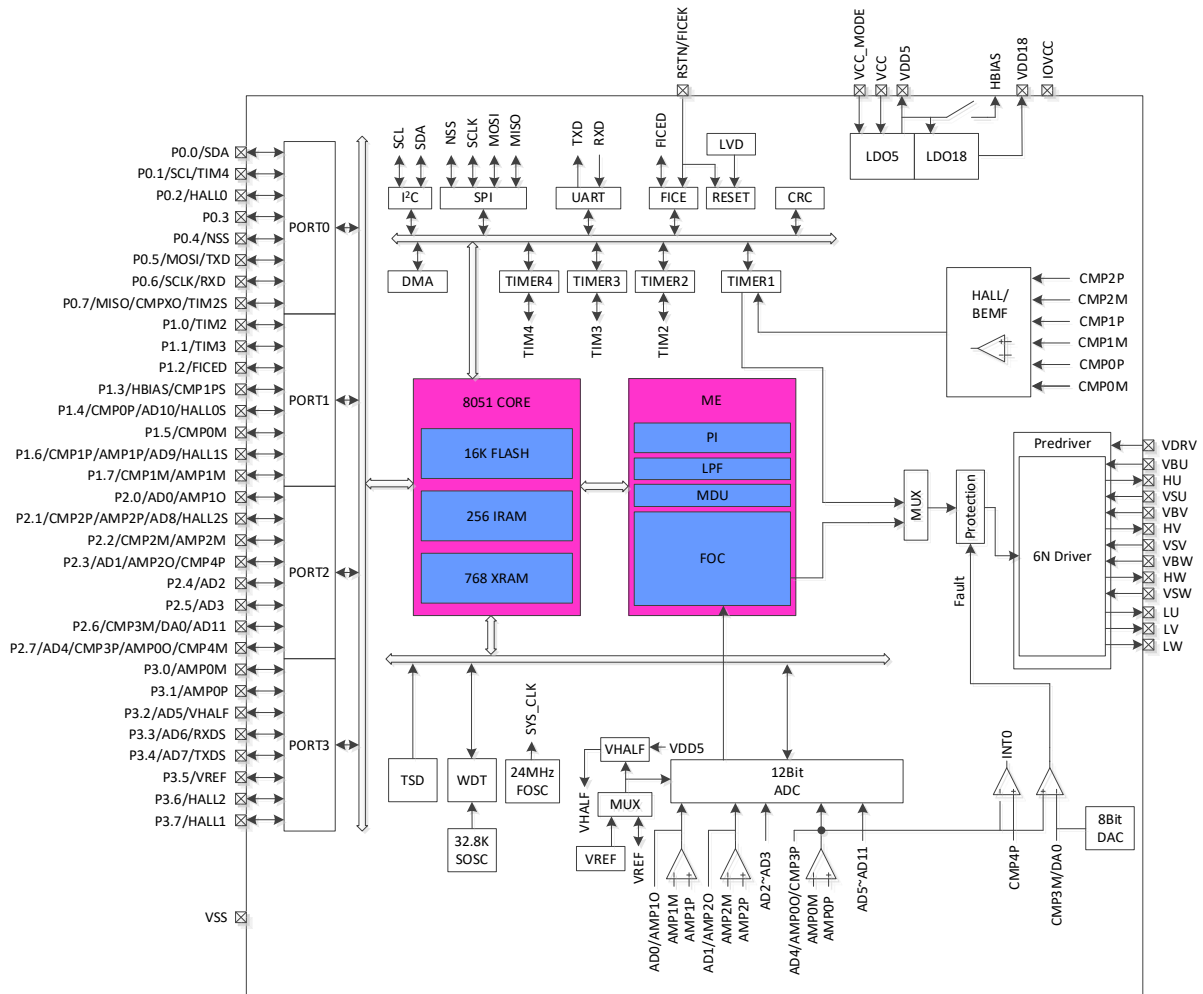 RSTN/FICEK
VCC_MODE
VCC
VDD5
HBIAS
VDD18
IOVCC
P0.0/SDA
P0.1/SCL/TIM4
P0.2/HALL0
P0.3
P0.4/NSS
P0.5/MOSI/TXD
P0.6/SCLK/RXD
P0.7/MISO/CMPXO/TIM2S
P1.0/TIM2
P1.1/TIM3
P1.2/FICED
P1.3/HBIAS/CMP1PS
P1.4/CMP0P/AD10/HALL0S
P1.5/CMP0M
P1.6/CMP1P/AMP1P/AD9/HALL1S
P1.7/CMP1M/AMP1M
P2.0/AD0/AMP1O
P2.1/CMP2P/AMP2P/AD8/HALL2S
P2.2/CMP2M/AMP2M
P2.3/AD1/AMP2O/CMP4P
P2.4/AD2
P2.5/AD3
P2.6/CMP3M/DA0/AD11
P2.7/AD4/CMP3P/AMP0O/CMP4M
P3.0/AMP0M
P3.1/AMP0P
P3.2/AD5/VHALF
P3.3/AD6/RXDS
P3.4/AD7/TXDS
P3.5/VREF
P3.6/HALL2
P3.7/HALL1
VSS
PORT0
PORT1
PORT2
PORT3
SCL
SDA
NSS
SCLK
MOSI
MISO
TXD
RXD
FICED
LVD
I²C
SPI
UART
FICE
RESET
CRC
LDO5
LDO18
DMA
TIMER4
TIMER3
TIMER2
TIMER1
TIM4
TIM3
TIM2
HALL/
BEMF
CMP2P
CMP2M
CMP1P
CMP1M
CMP0P
CMP0M
8051 CORE
16K FLASH
256 IRAM
768 XRAM
ME
PI
LPF
MDU
FOC
MUX
Protection
Fault
Predriver
6N Driver
VDRV
VBU
HU
VSU
VBV
HV
VSV
VBW
HW
VSW
LU
LV
LW
TSD
WDT
32.8K
SOSC
SYS_CLK
24MHz
FOSC
VHALF
VDD5
VHALF
MUX
VREF
VREF
12Bit
ADC
AD0/AMP1O
AMP1M
AMP1P
AD1/AMP2O
AMP2M
AMP2P
AD2~AD3
AD4/AMP0O/CMP3P
AMP0M
AMP0P
AD5~AD11
INT0
CMP4P
CMP3M/DA0
8Bit
DAC